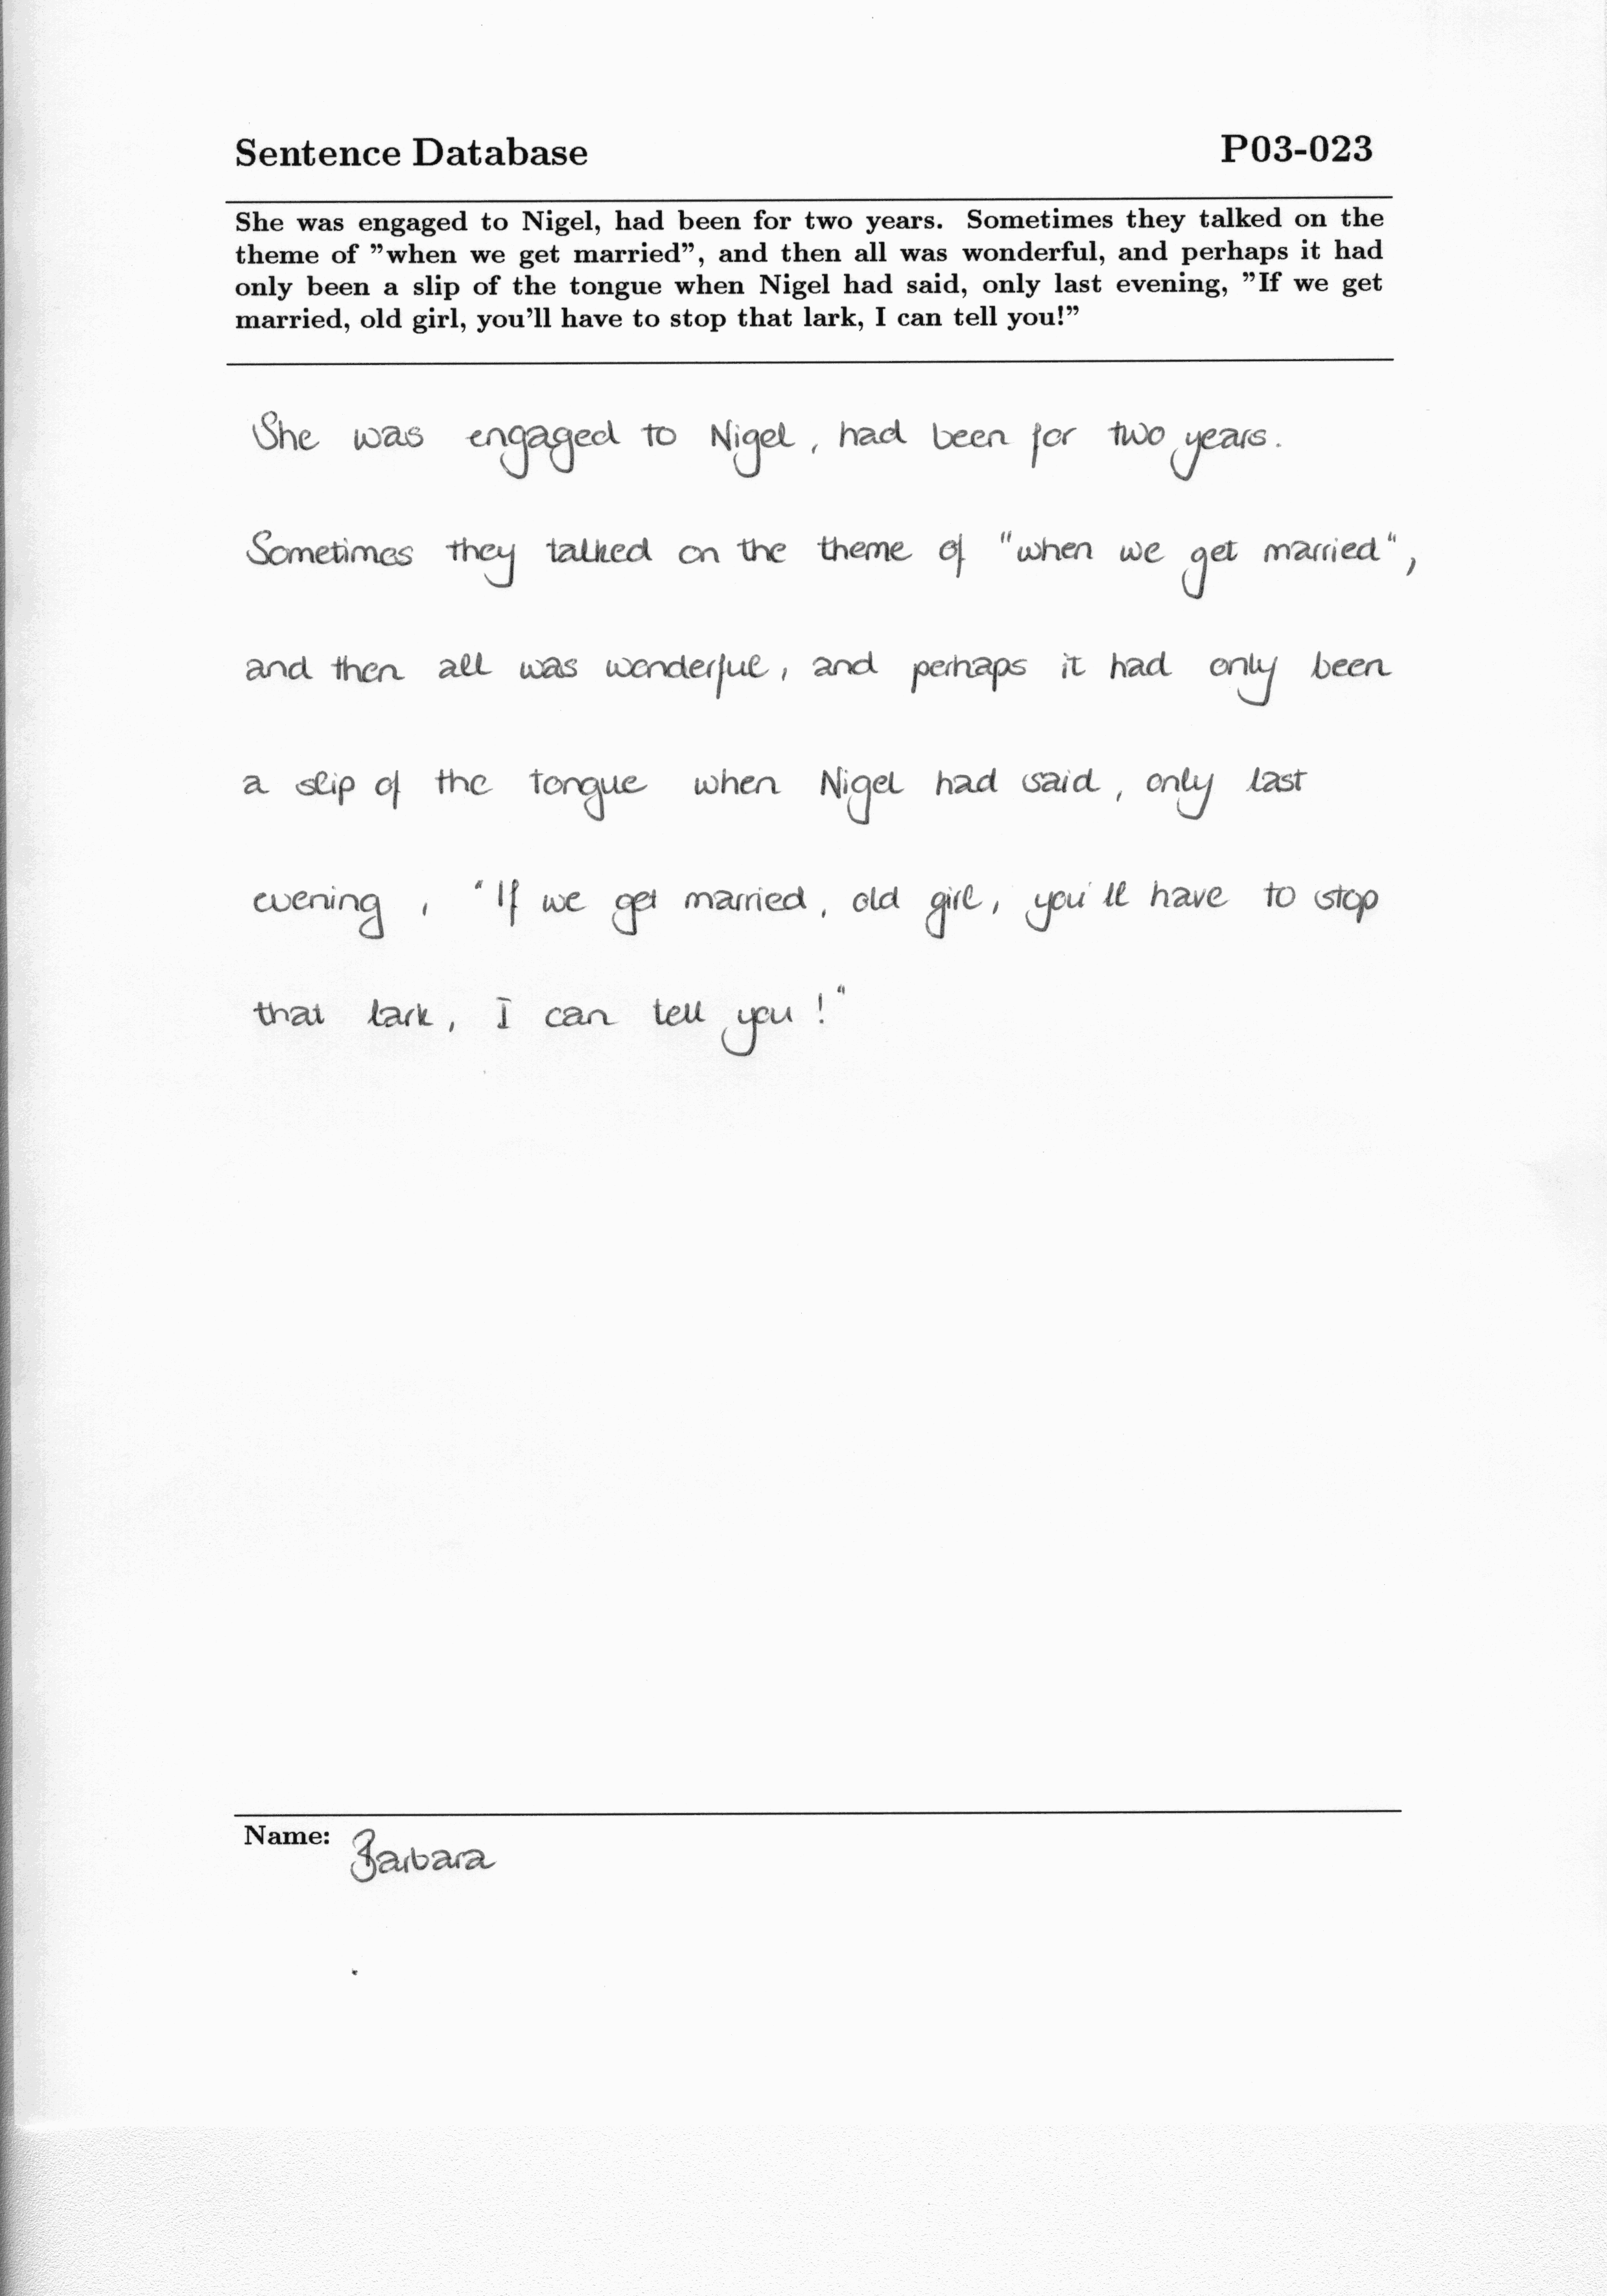 Sentence Database P03-023
She was engaged to Nigel, had been for two years. Sometimes they talked on the
theme of ”when we get married”, and then all was wonderful, and perhaps it had
only been a slip of the tongue when Nigel had said, only last evening, ”If we get
married, old girl, you'll have to stop that lark, I can tell you!”
She was engaged to Nigel, had been for two years.
Sometimes they talked on the theme of "when we get married",
and then all was wonderful, and perhaps it had only been
a slip of the tongue when Nigel had said, only last
evening, "If we get married, old girl, you'll have to stop
that lark, I can tell you!"
Name: Barbara